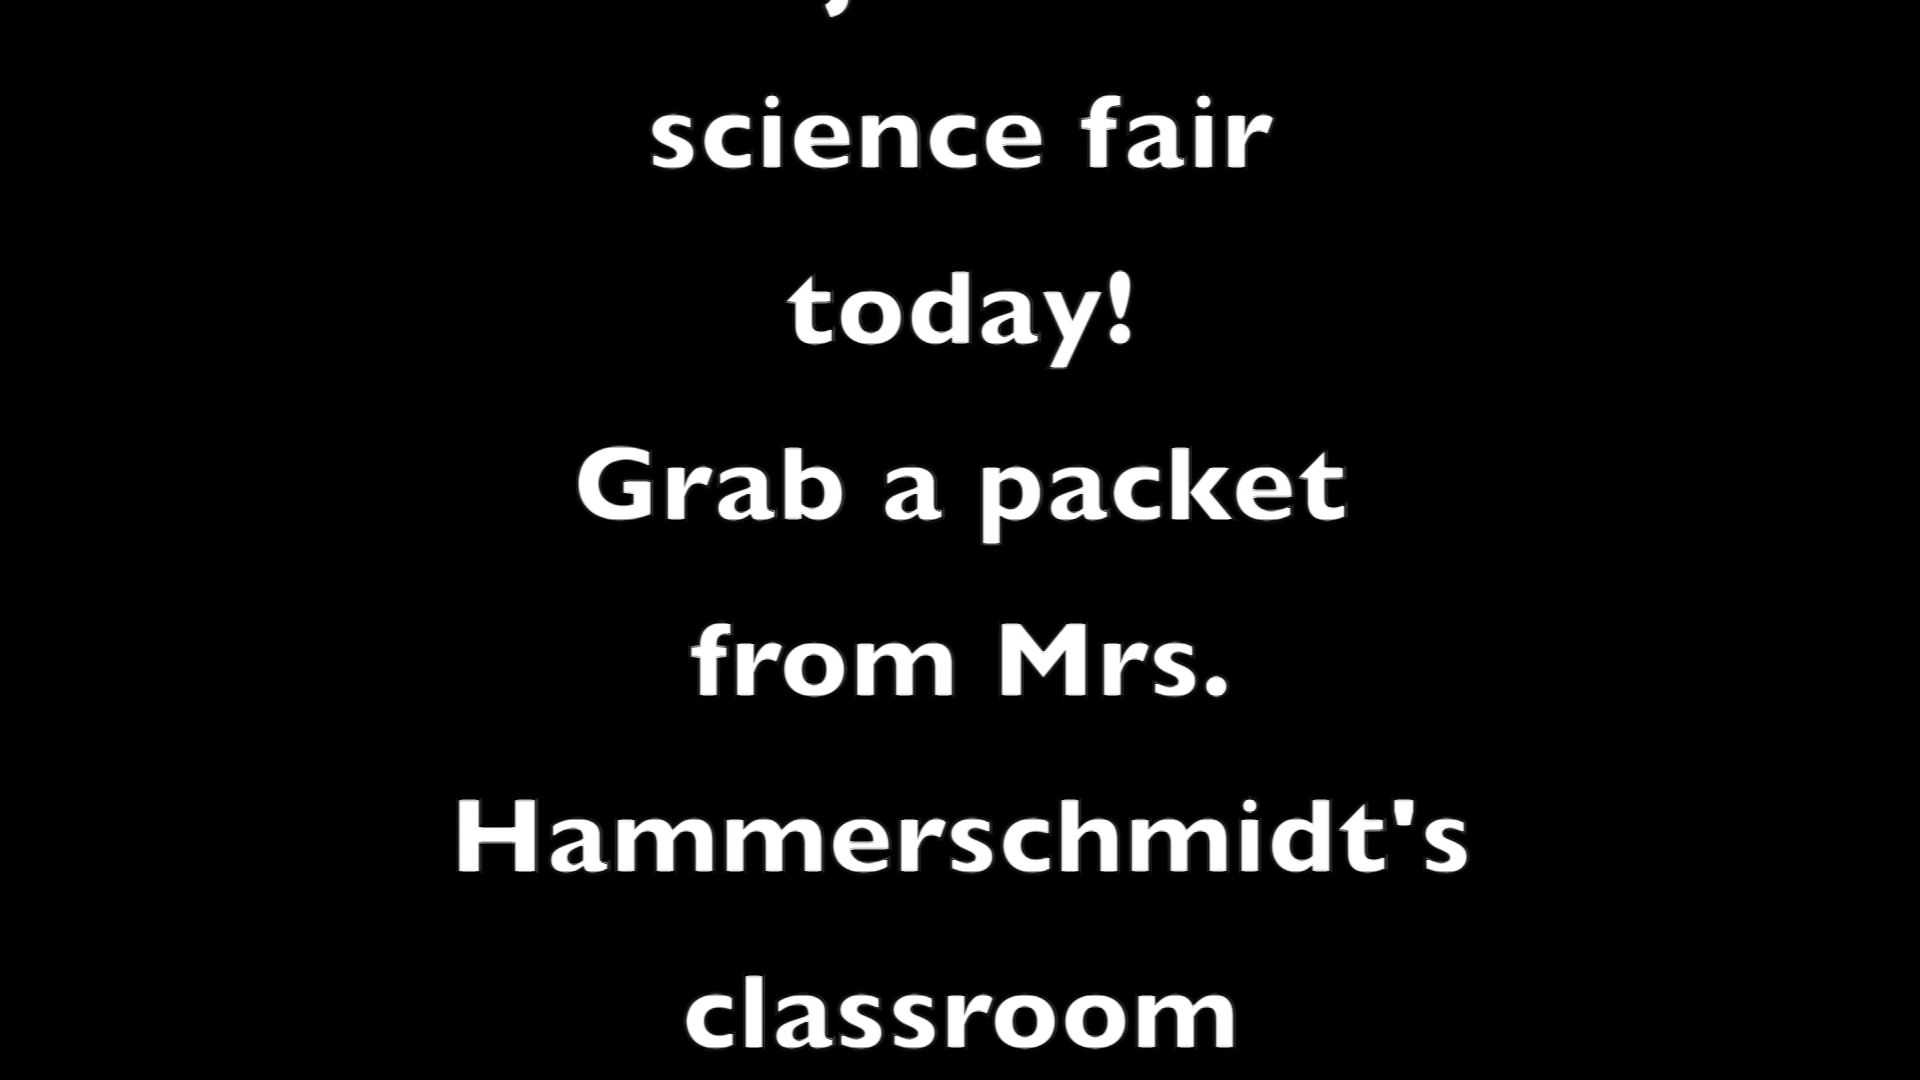 science fair
today!
Grab a packet
from Mrs.
Hammerschmidt's
classroom